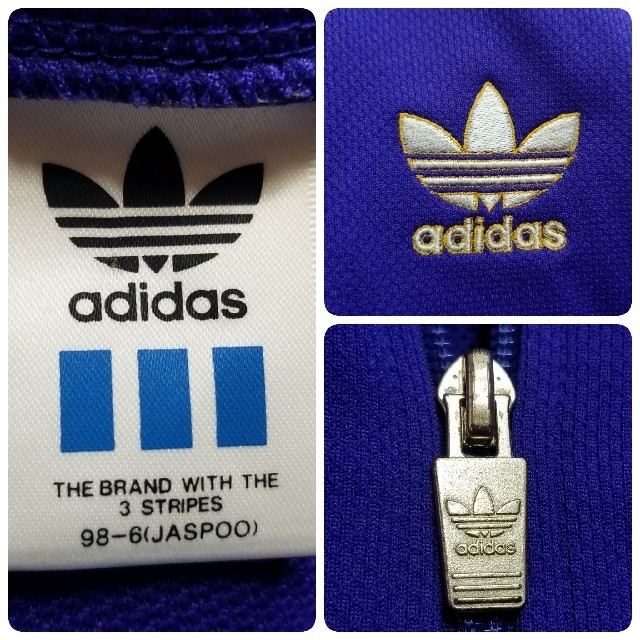 adidas
THE BRAND WITH THE
3 STRIPES
98-6(JASPOO)
adidas
adidas